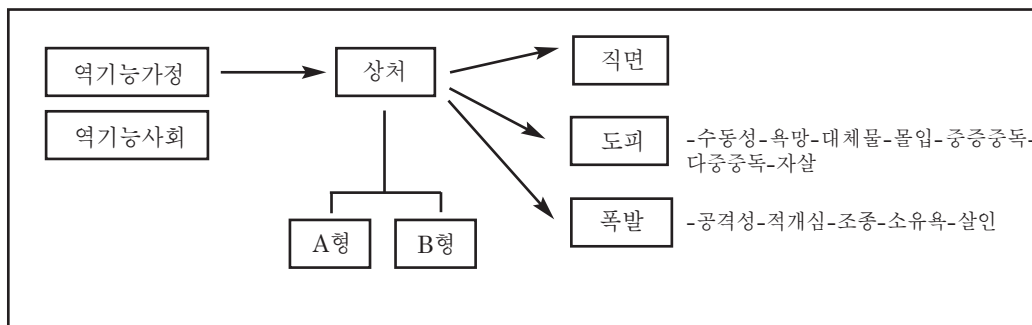 역기능가정
역기능사회
상처
A형
B형
직면
도피
-수동성-욕망-대체물-몰입-중증중독-
다중중독-자살
폭발
-공격성-적개심-조종-소유욕-살인